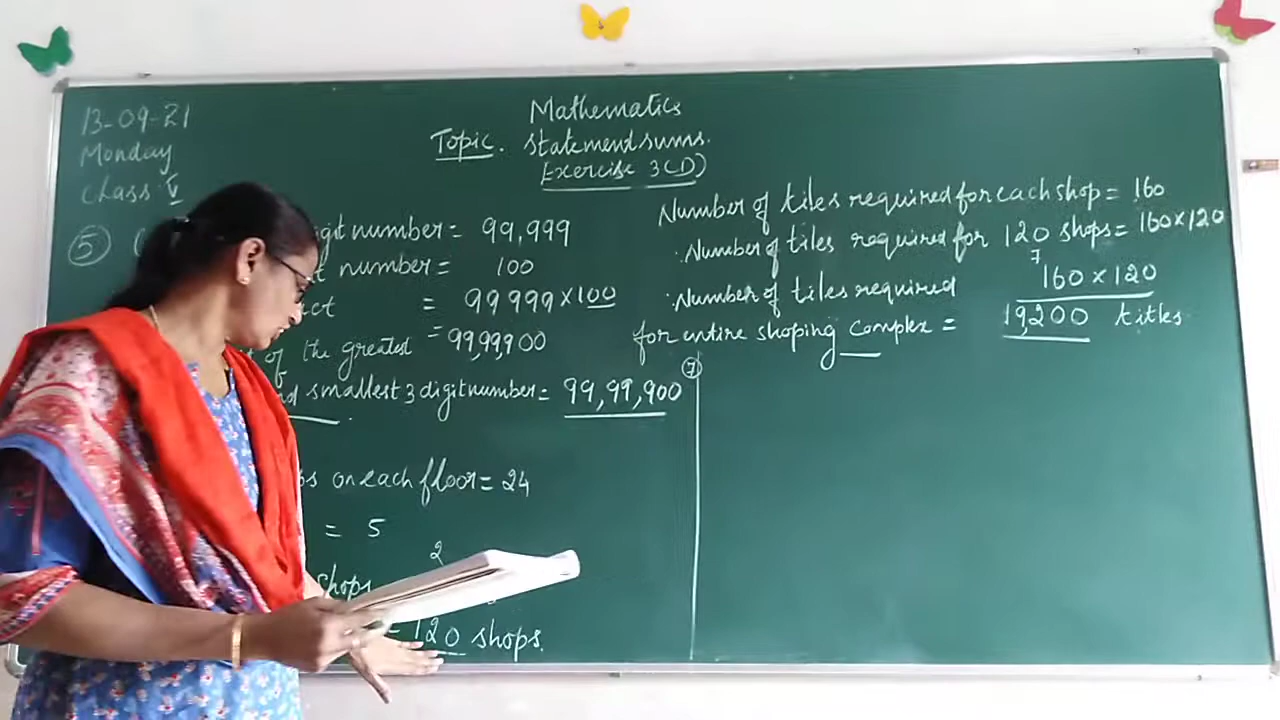 13-09-21
Monday
Class: V
Mathematics
Topic. Statement sums.
Exercise 3(D)
5
digit number = 99,999
number = 100
= 99999 × 100
of the greatest = 99,99,900
and smallest 3 digit number = 99,99,900
on each floor = 24
= 5
2
shops
= 120 shops.
Number of tiles required for each shop = 160
Number of tiles required for 120 shops = 160 × 120
7
Number of tiles required 160 × 120
for entire shoping complex = 19,200 titles
7